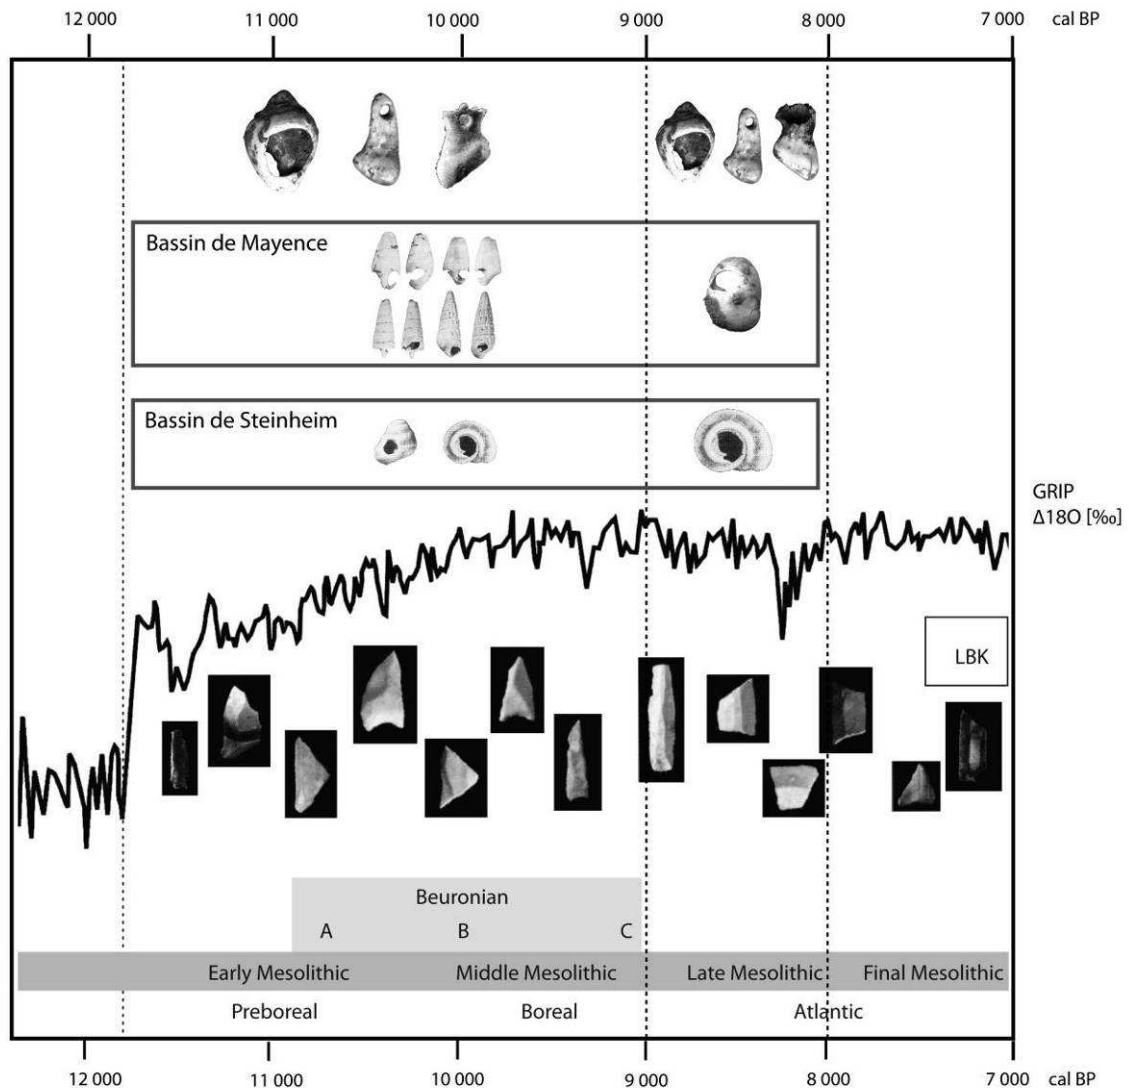 12 000 11 000 10 000 9 000 8 000 7 000 cal BP
Bassin de Mayence
Bassin de Steinheim
GRIP
Δ18O [‰]
LBK
Beuronian
A B C
Early Mesolithic Middle Mesolithic Late Mesolithic Final Mesolithic
Preboreal Boreal Atlantic
12 000 11 000 10 000 9 000 8 000 7 000 cal BP